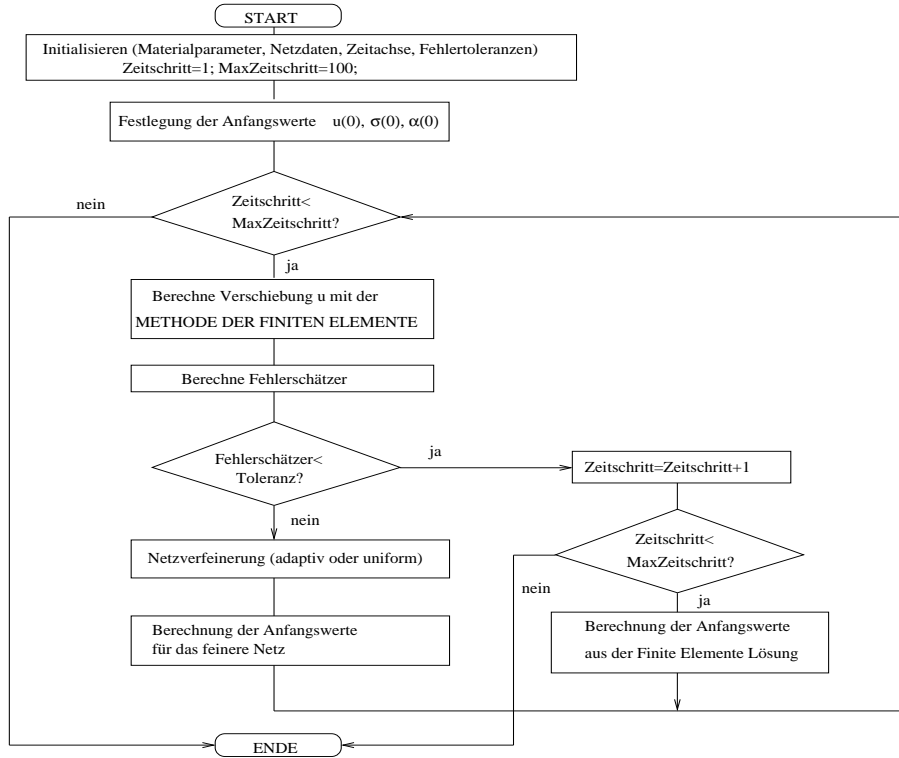 START
Initialisieren (Materialparameter, Netzdaten, Zeitachse, Fehlertoleranzen)
Zeitschritt=1; MaxZeitschritt=100;
Festlegung der Anfangswerte u(0), σ(0), α(0)
nein
Zeitschritt<
MaxZeitschritt?
ja
Berechne Verschiebung u mit der
METHODE DER FINITEN ELEMENTE
Berechne Fehlerschätzer
Fehlerschätzer<
Toleranz?
ja
Zeitschritt=Zeitschritt+1
nein
Zeitschritt<
MaxZeitschritt?
Netzverfeinerung (adaptiv oder uniform)
nein
ja
Berechnung der Anfangswerte
für das feinere Netz
Berechnung der Anfangswerte
aus der Finite Elemente Lösung
ENDE